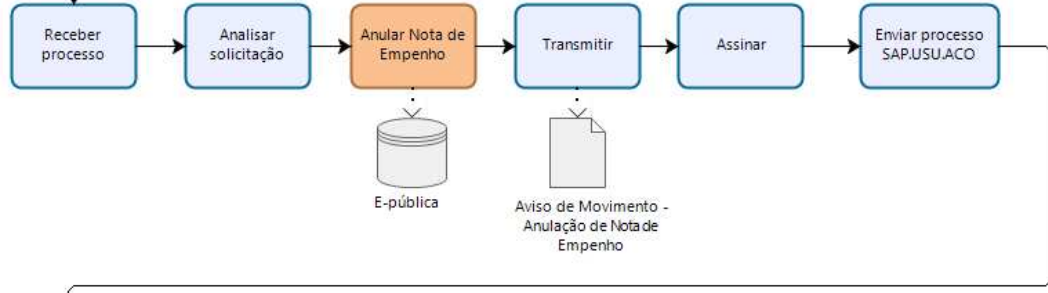 Receber
processo
Analisar
solicitação
Anular Nota de
Empenho
Transmitir
Assinar
Enviar processo
SAP.USU.ACO
E-pública
Aviso de Movimento -
Anulação de Nota de
Empenho